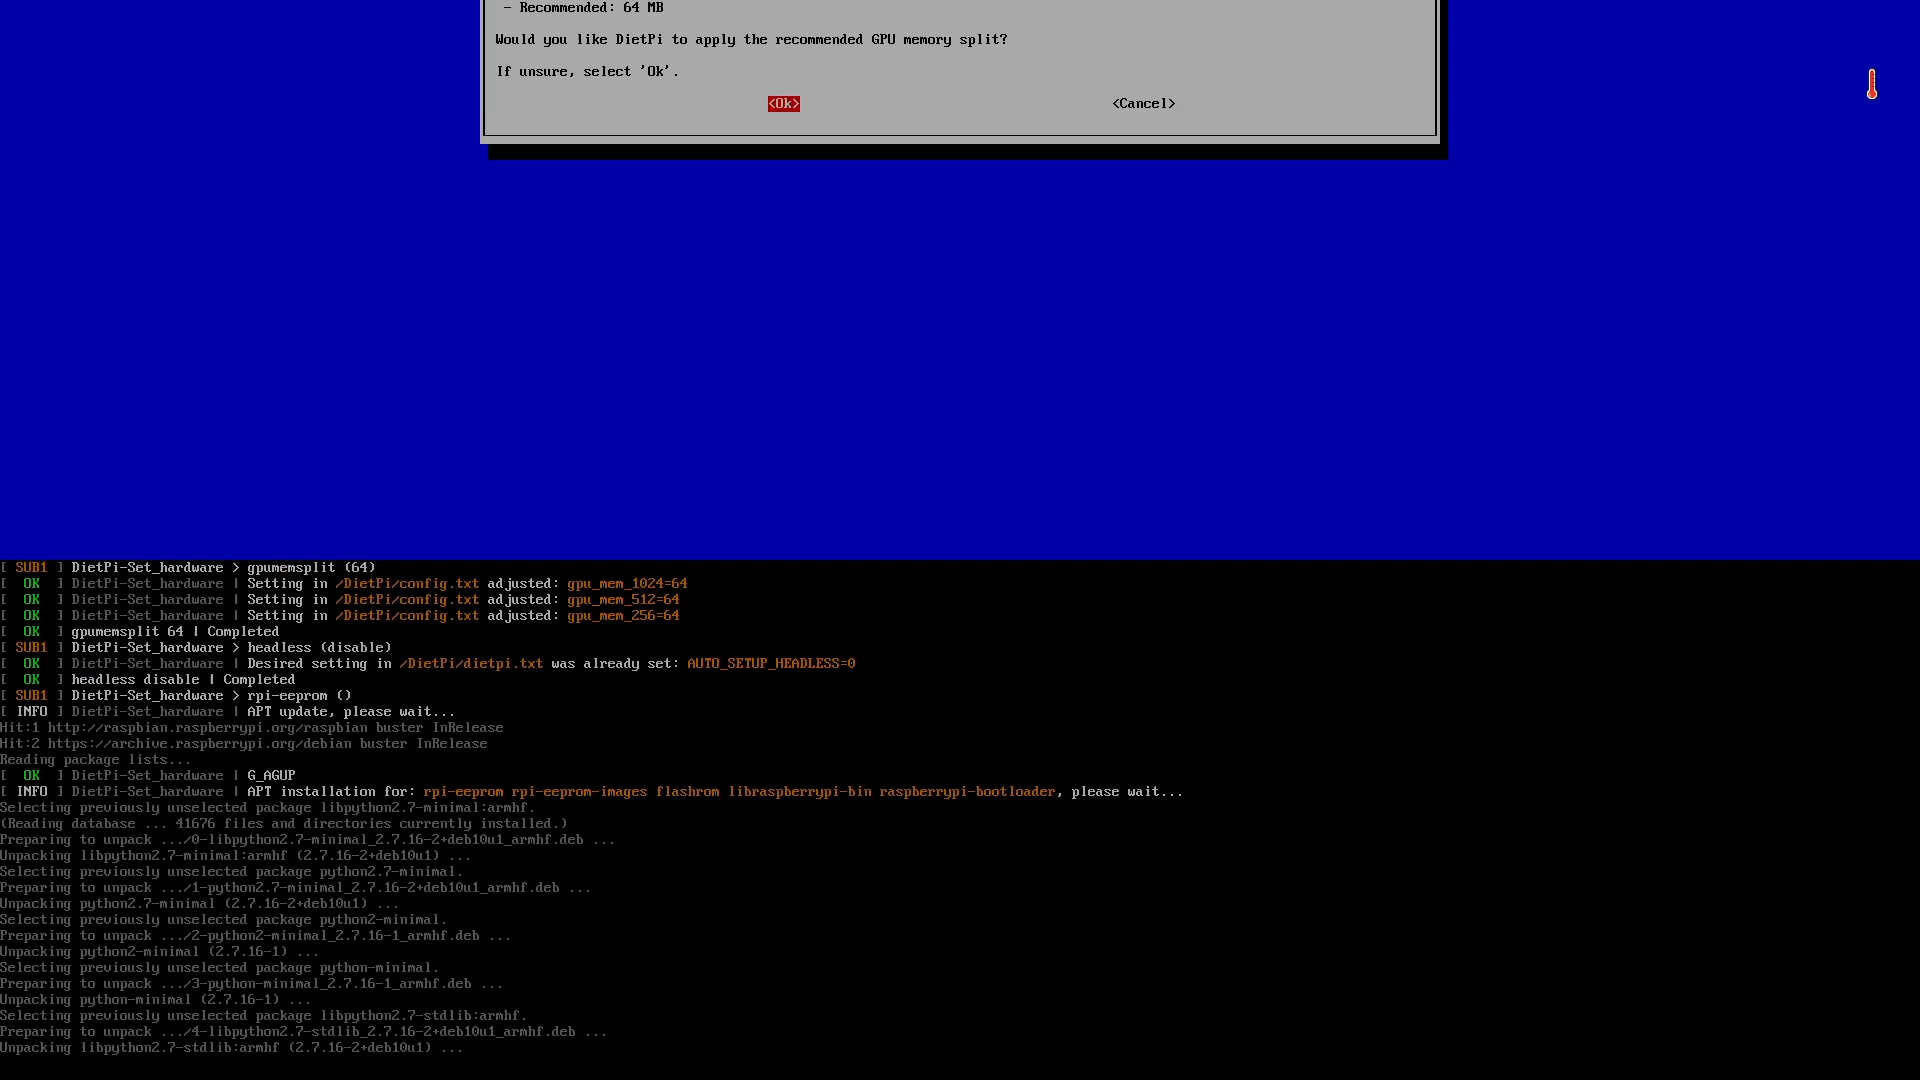 - Recommended: 64 MB
Would you like DietPi to apply the recommended GPU memory split?
If unsure, select 'Ok'.
<Ok> <Cancel>
[ SUB1 ] DietPi-Set_hardware > gpumemsplit (64)
[  OK  ] DietPi-Set_hardware | Setting in /DietPi/config.txt adjusted: gpu_mem_1024=64
[  OK  ] DietPi-Set_hardware | Setting in /DietPi/config.txt adjusted: gpu_mem_512=64
[  OK  ] DietPi-Set_hardware | Setting in /DietPi/config.txt adjusted: gpu_mem_256=64
[  OK  ] gpumemsplit 64 | Completed
[ SUB1 ] DietPi-Set_hardware > headless (disable)
[  OK  ] DietPi-Set_hardware | Desired setting in /DietPi/dietpi.txt was already set: AUTO_SETUP_HEADLESS=0
[  OK  ] headless disable | Completed
[ SUB1 ] DietPi-Set_hardware > rpi-eeprom ()
[ INFO ] DietPi-Set_hardware | APT update, please wait...
Hit:1 http://raspbian.raspberrypi.org/raspbian buster InRelease
Hit:2 https://archive.raspberrypi.org/debian buster InRelease
Reading package lists...
[  OK  ] DietPi-Set_hardware | G_AGUP
[ INFO ] DietPi-Set_hardware | APT installation for: rpi-eeprom rpi-eeprom-images flashrom libraspberrypi-bin raspberrypi-bootloader, please wait...
Selecting previously unselected package libpython2.7-minimal:armhf.
(Reading database ... 41676 files and directories currently installed.)
Preparing to unpack .../0-libpython2.7-minimal_2.7.16-2+deb10u1_armhf.deb ...
Unpacking libpython2.7-minimal:armhf (2.7.16-2+deb10u1) ...
Selecting previously unselected package python2.7-minimal.
Preparing to unpack .../1-python2.7-minimal_2.7.16-2+deb10u1_armhf.deb ...
Unpacking python2.7-minimal (2.7.16-2+deb10u1) ...
Selecting previously unselected package python2-minimal.
Preparing to unpack .../2-python2-minimal_2.7.16-1_armhf.deb ...
Unpacking python2-minimal (2.7.16-1) ...
Selecting previously unselected package python-minimal.
Preparing to unpack .../3-python-minimal_2.7.16-1_armhf.deb ...
Unpacking python-minimal (2.7.16-1) ...
Selecting previously unselected package libpython2.7-stdlib:armhf.
Preparing to unpack .../4-libpython2.7-stdlib_2.7.16-2+deb10u1_armhf.deb ...
Unpacking libpython2.7-stdlib:armhf (2.7.16-2+deb10u1) ...